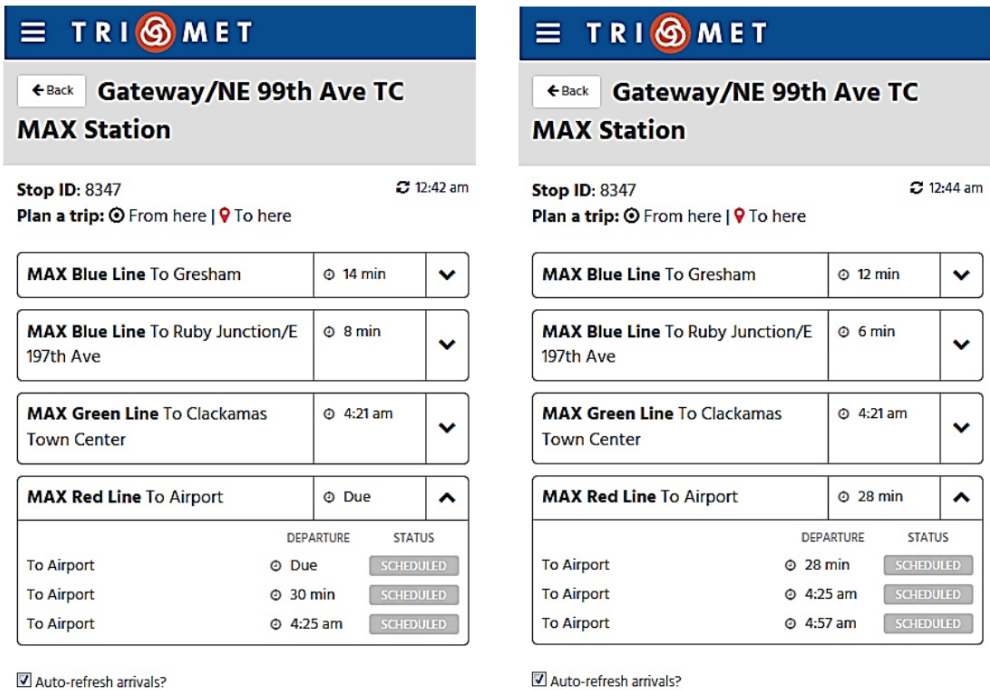 TRI MET
← Back Gateway/NE 99th Ave TC
MAX Station
Stop ID: 8347 12:42 am
Plan a trip: From here | To here
MAX Blue Line To Gresham 14 min
MAX Blue Line To Ruby Junction/E 8 min
197th Ave
MAX Green Line To Clackamas 4:21 am
Town Center
MAX Red Line To Airport Due
DEPARTURE STATUS
To Airport Due SCHEDULED
To Airport 30 min SCHEDULED
To Airport 4:25 am SCHEDULED
Auto-refresh arrivals?
TRI MET
← Back Gateway/NE 99th Ave TC
MAX Station
Stop ID: 8347 12:44 am
Plan a trip: From here | To here
MAX Blue Line To Gresham 12 min
MAX Blue Line To Ruby Junction/E 6 min
197th Ave
MAX Green Line To Clackamas 4:21 am
Town Center
MAX Red Line To Airport 28 min
DEPARTURE STATUS
To Airport 28 min SCHEDULED
To Airport 4:25 am SCHEDULED
To Airport 4:57 am SCHEDULED
Auto-refresh arrivals?